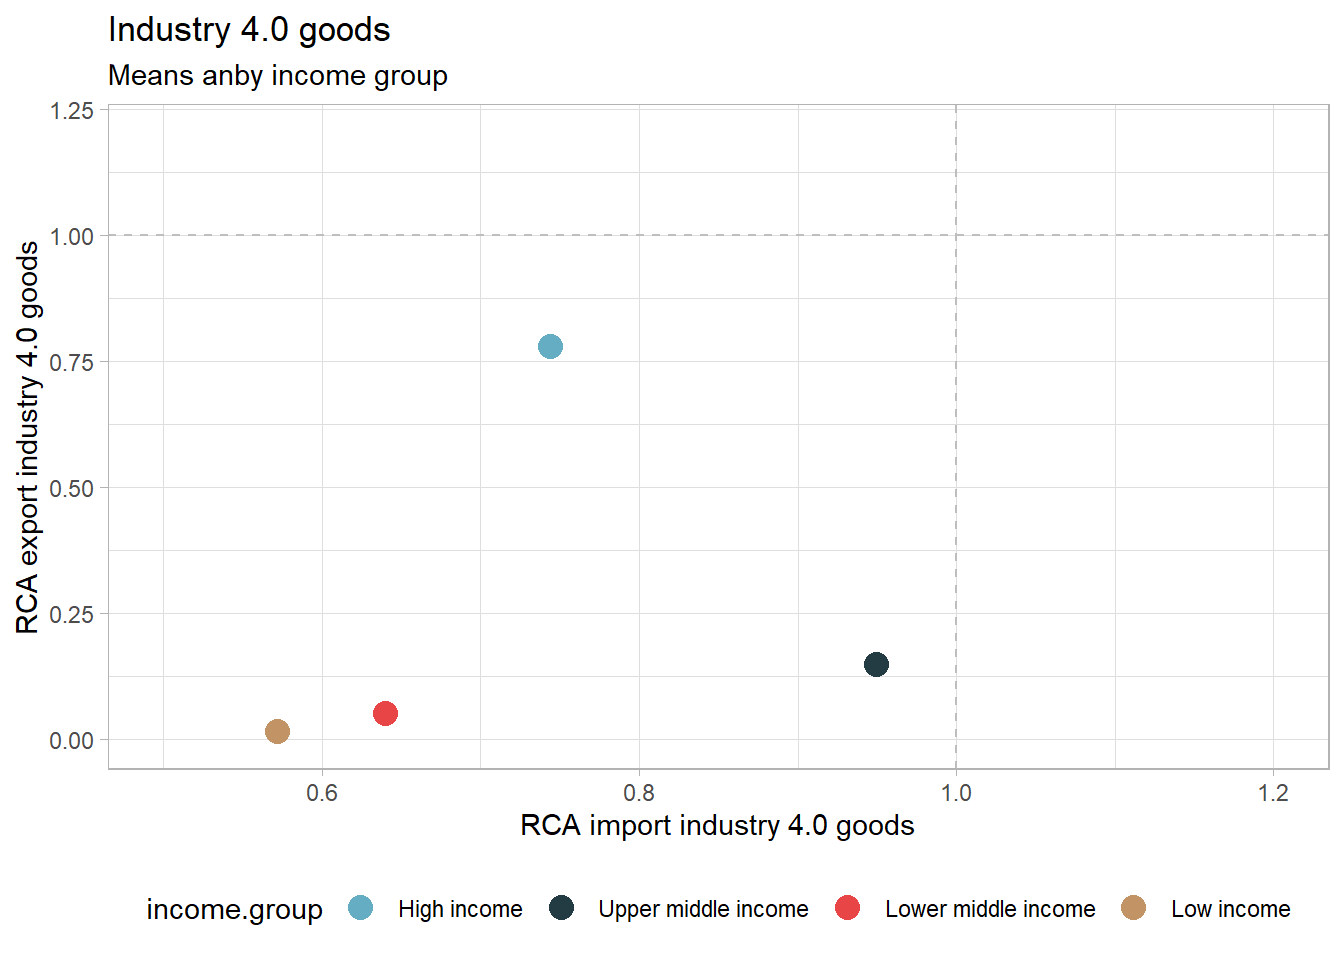 Industry 4.0 goods
Means anby income group
RCA export industry 4.0 goods
1.25
1.00
0.75
0.50
0.25
0.00
0.6 0.8 1.0 1.2
RCA import industry 4.0 goods
income.group High income Upper middle income Lower middle income Low income